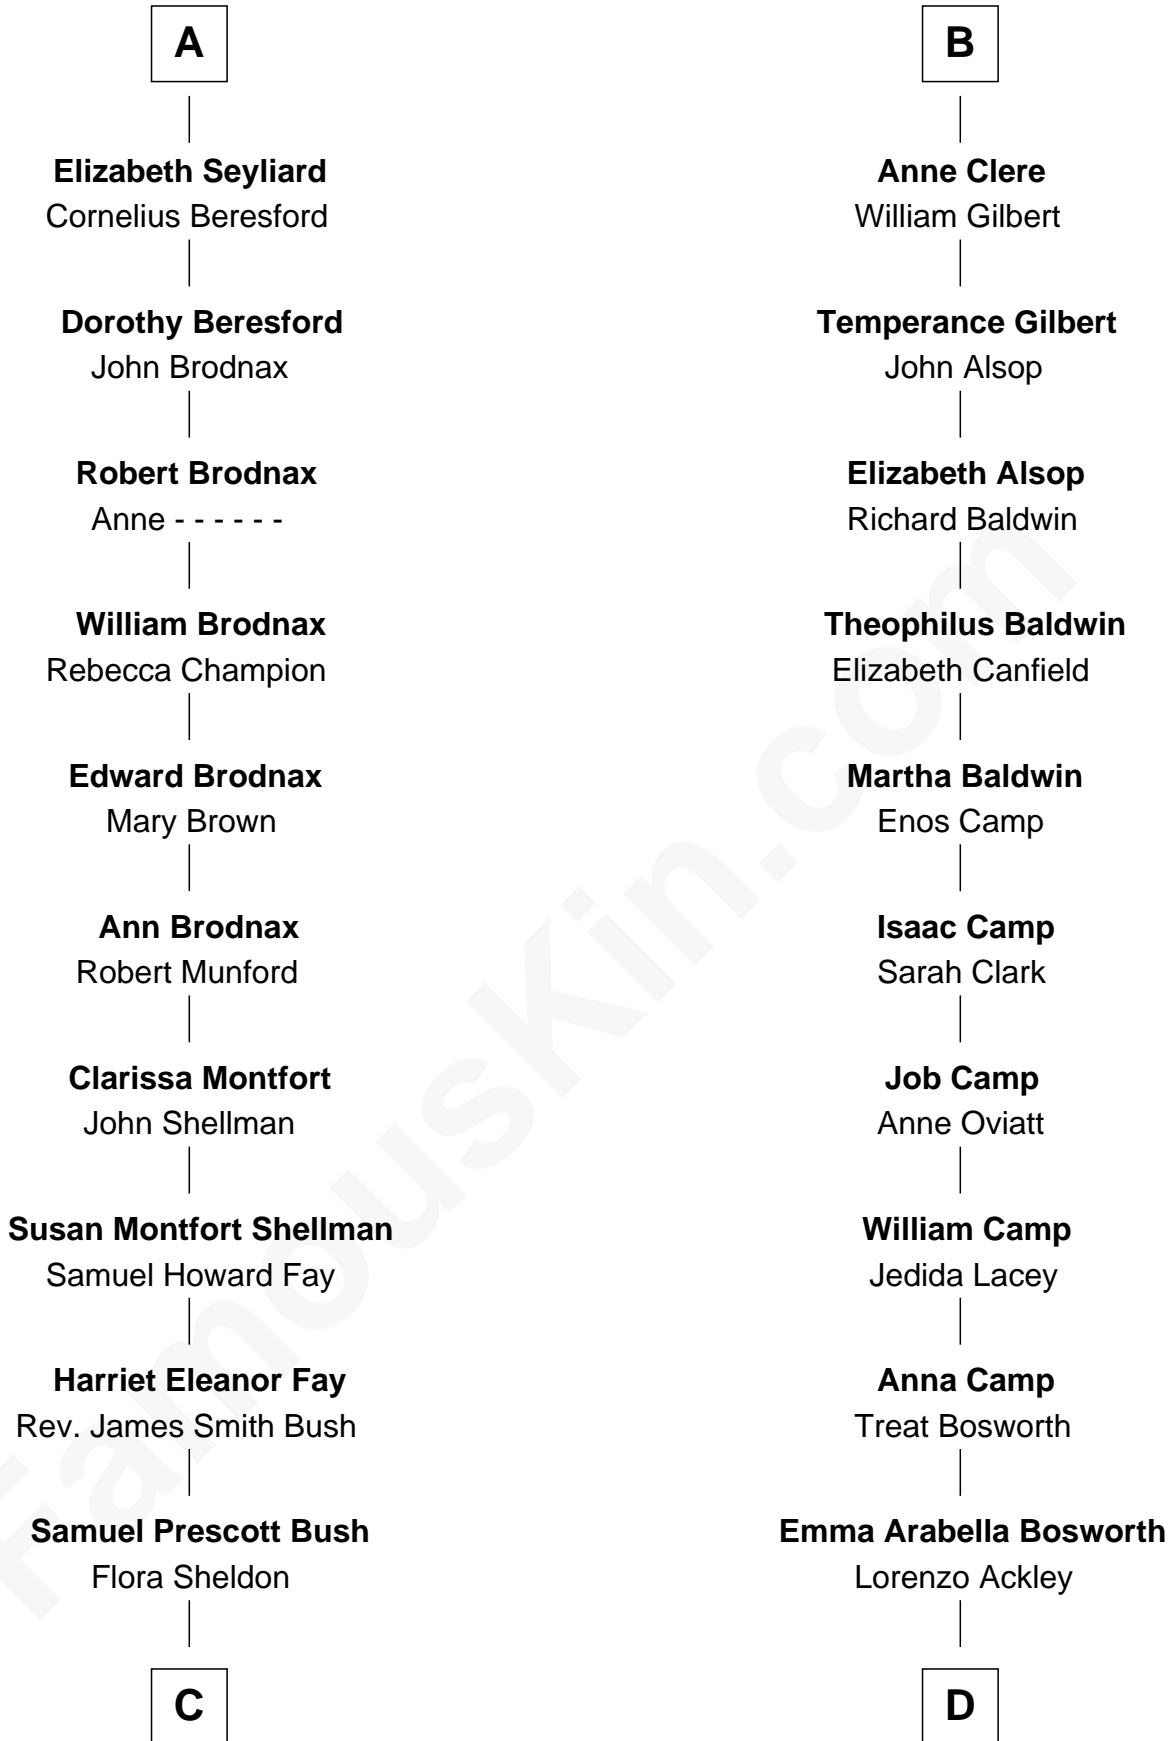 A
Elizabeth Seyliard
Cornelius Beresford
Dorothy Beresford
John Brodnax
Robert Brodnax
Anne - - - - - -
William Brodnax
Rebecca Champion
Edward Brodnax
Mary Brown
Ann Brodnax
Robert Munford
Clarissa Montfort
John Shellman
Susan Montfort Shellman
Samuel Howard Fay
Harriet Eleanor Fay
Rev. James Smith Bush
Samuel Prescott Bush
Flora Sheldon
C
B
Anne Clere
William Gilbert
Temperance Gilbert
John Alsop
Elizabeth Alsop
Richard Baldwin
Theophilus Baldwin
Elizabeth Canfield
Martha Baldwin
Enos Camp
Isaac Camp
Sarah Clark
Job Camp
Anne Oviatt
William Camp
Jedida Lacey
Anna Camp
Treat Bosworth
Emma Arabella Bosworth
Lorenzo Ackley
D
FamousKin.com